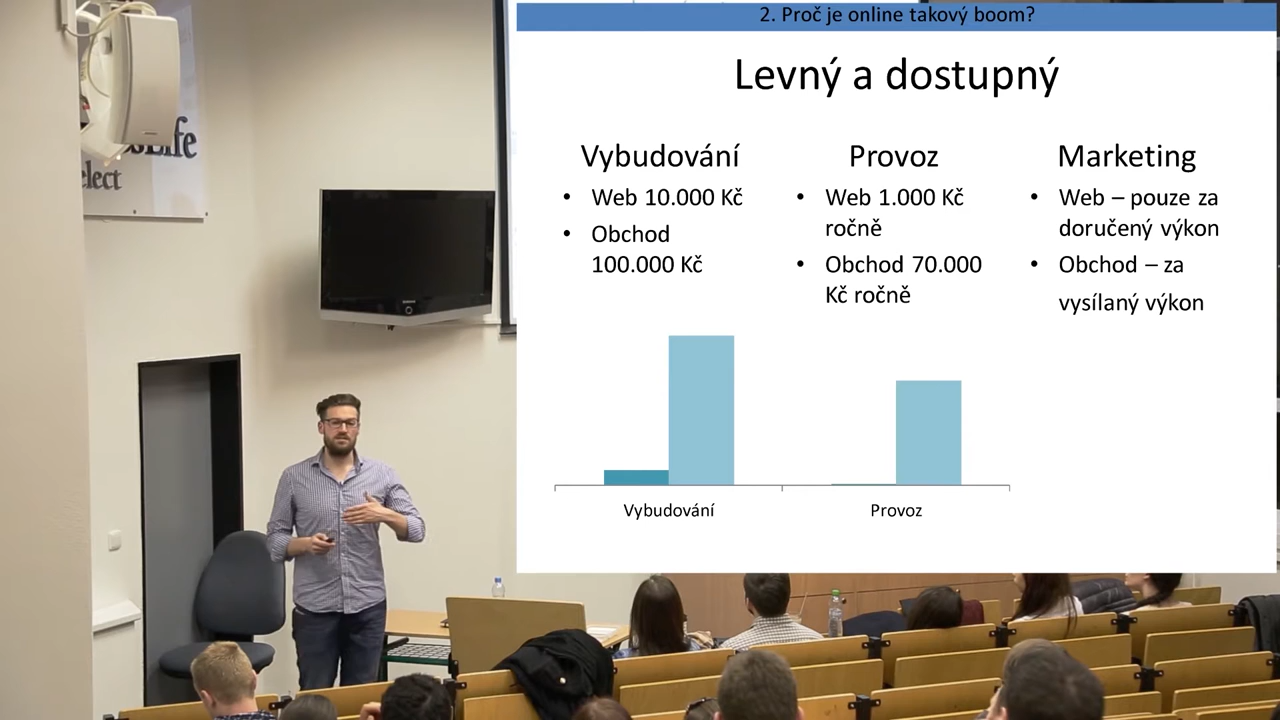 2. Proč je online takový boom?
Levný a dostupný
Vybudování
• Web 10.000 Kč
• Obchod
100.000 Kč
Provoz
• Web 1.000 Kč
ročně
• Obchod 70.000
Kč ročně
Marketing
• Web – pouze za
doručený výkon
• Obchod – za
vysílaný výkon
Vybudování
Provoz